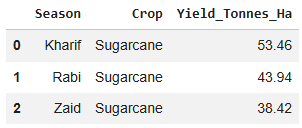 Season Crop Yield_Tonnes_Ha
0 Kharif Sugarcane 53.46
1 Rabi Sugarcane 43.94
2 Zaid Sugarcane 38.42